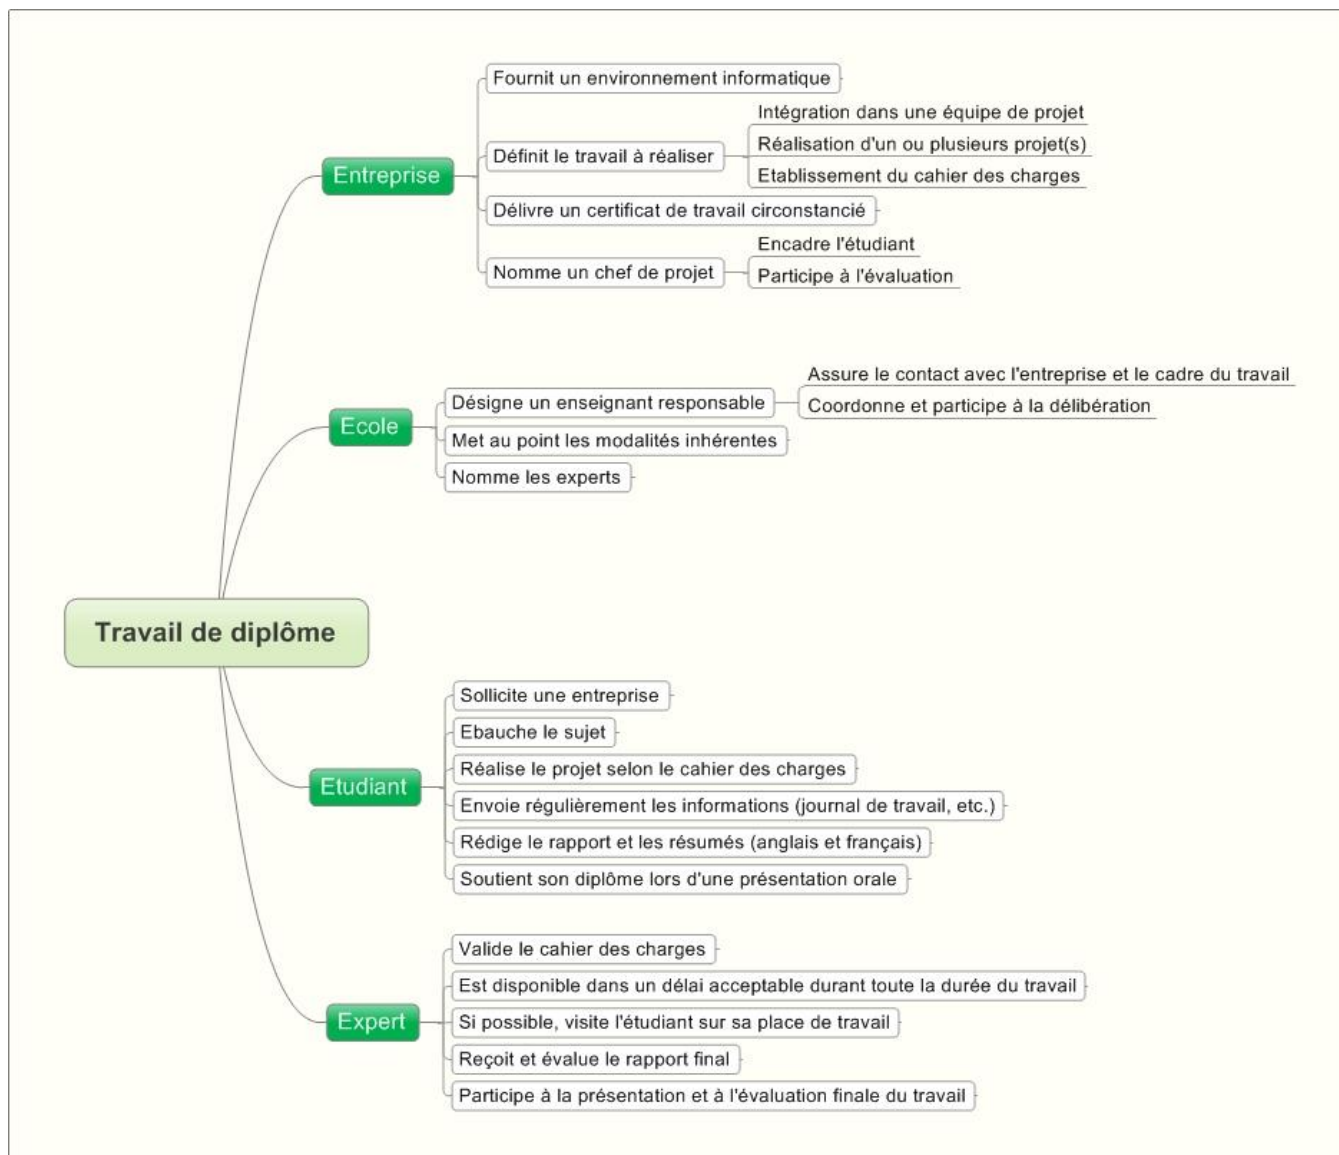 Travail de diplôme
Entreprise
Fournit un environnement informatique
Définit le travail à réaliser
Intégration dans une équipe de projet
Réalisation d'un ou plusieurs projet(s)
Etablissement du cahier des charges
Délivre un certificat de travail circonstancié
Nomme un chef de projet
Encadre l'étudiant
Participe à l'évaluation
Ecole
Désigne un enseignant responsable
Assure le contact avec l'entreprise et le cadre du travail
Coordonne et participe à la délibération
Met au point les modalités inhérentes
Nomme les experts
Etudiant
Sollicite une entreprise
Ebauche le sujet
Réalise le projet selon le cahier des charges
Envoie régulièrement les informations (journal de travail, etc.)
Rédige le rapport et les résumés (anglais et français)
Soutient son diplôme lors d'une présentation orale
Expert
Valide le cahier des charges
Est disponible dans un délai acceptable durant toute la durée du travail
Si possible, visite l'étudiant sur sa place de travail
Reçoit et évalue le rapport final
Participe à la présentation et à l'évaluation finale du travail